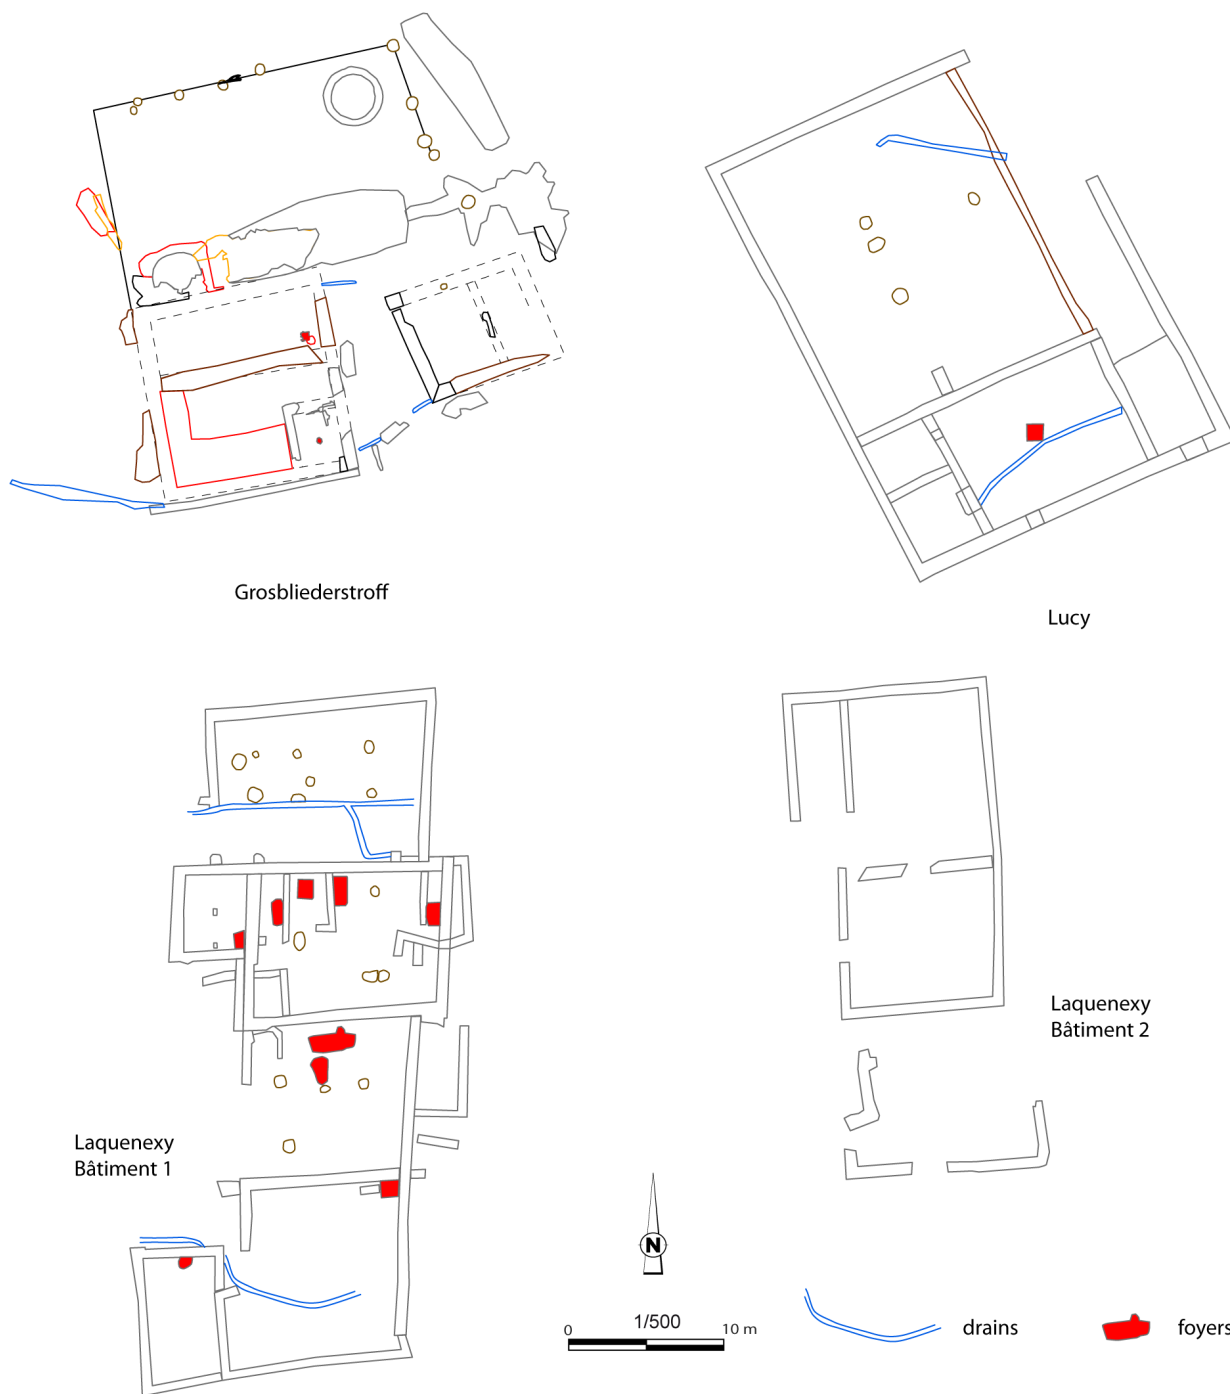 Grosbliederstroff
Lucy
Laquenexy
Bâtiment 2
Laquenexy
Bâtiment 1
N
1/500
0 10 m
drains
foyers